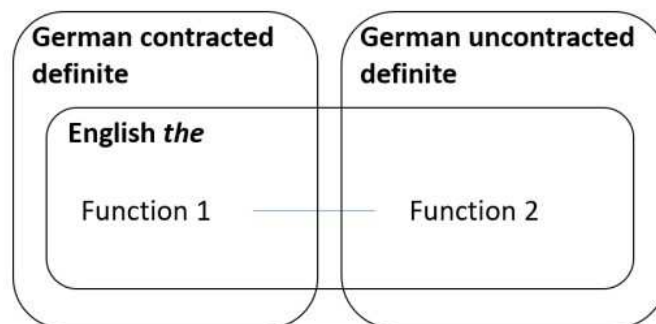 German contracted
definite
German uncontracted
definite
English the
Function 1
Function 2